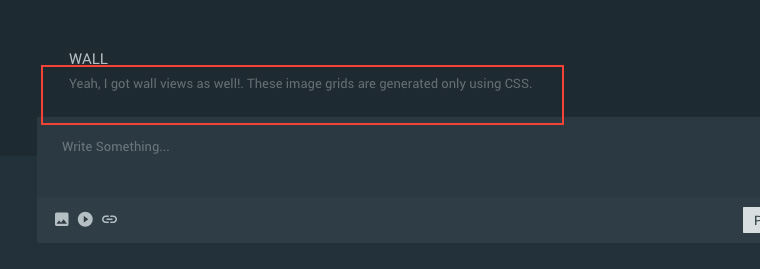 WALL
Yeah, I got wall views as well!. These image grids are generated only using CSS.
Write Something...
P